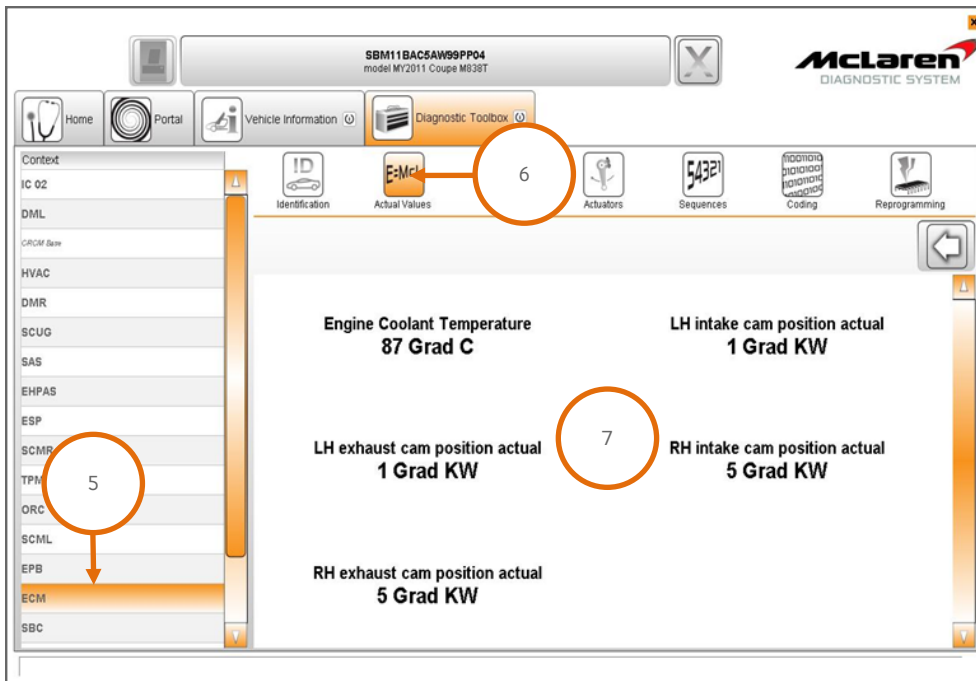 SBM11BAC5AW99PP04
model MY2011 Coupe M838T
X
McLaren
DIAGNOSTIC SYSTEM
Home
Portal
Vehicle Information
Diagnostic Toolbox
Context
IC 02
DML
CRCM Base
HVAC
DMR
SCUG
SAS
EHPAS
ESP
SCMR
TPM
ORC
SCML
EPB
ECM
SBC
5
ID
Identification
Actual Values
6
Actuators
54321
Sequences
Coding
Reprogramming
Engine Coolant Temperature
87 Grad C
LH intake cam position actual
1 Grad KW
LH exhaust cam position actual
1 Grad KW
7
RH intake cam position actual
5 Grad KW
RH exhaust cam position actual
5 Grad KW